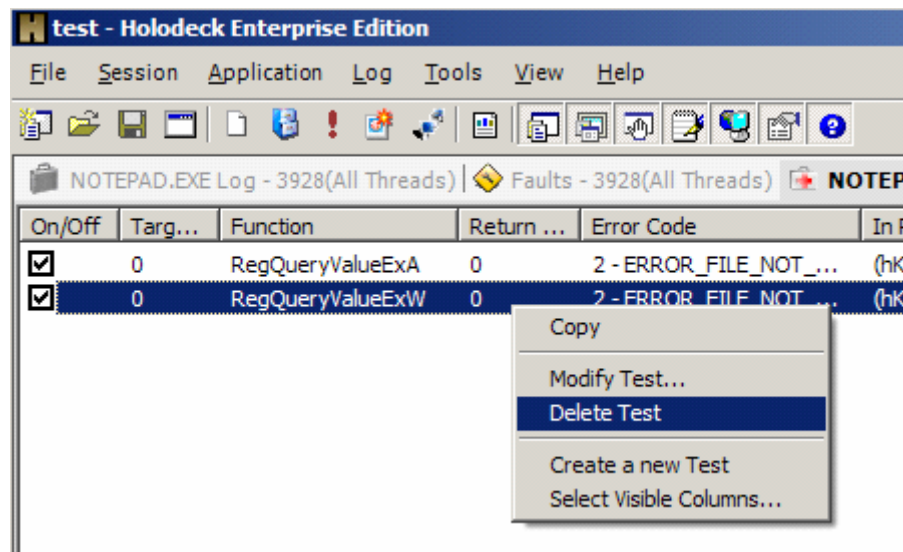 test - Holodeck Enterprise Edition
File Session Application Log Tools View Help
NOTEPAD.EXE Log - 3928(All Threads) Faults - 3928(All Threads) NOTEP
On/Off Targ... Function Return ... Error Code In
0 RegQueryValueExA 0 2 - ERROR_FILE_NOT_... (hK
0 RegQueryValueExW 0 2 - ERROR_FILE_NOT_... (hK
Copy
Modify Test...
Delete Test
Create a new Test
Select Visible Columns...